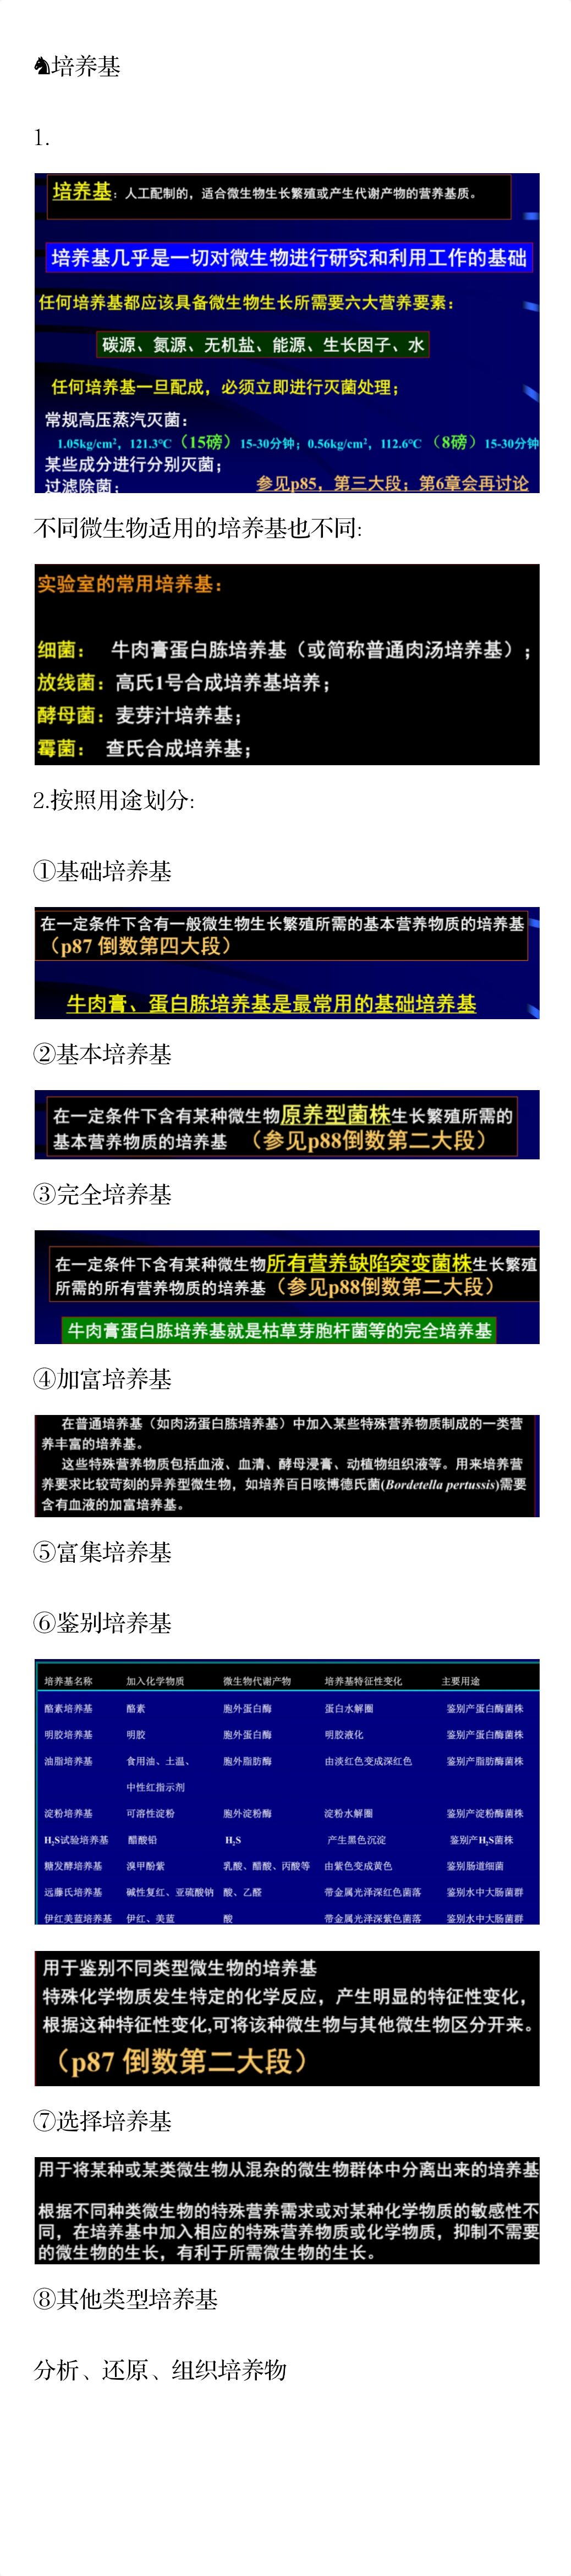 ♞培养基
1.
培养基：人工配制的，适合微生物生长繁殖或产生代谢产物的营养基质。
培养基几乎是一切对微生物进行研究和利用工作的基础
任何培养基都应该具备微生物生长所需要六大营养要素：
碳源、氮源、无机盐、能源、生长因子、水
任何培养基一旦配成，必须立即进行灭菌处理；
常规高压蒸汽灭菌：
1.05kg/cm²，121.3℃（15磅）15-30分钟；0.56kg/cm²，112.6℃（8磅）15-30分钟
某些成分进行分别灭菌；
过滤除菌； 参见p85，第三大段；第6章会再讨论
不同微生物适用的培养基也不同:
实验室的常用培养基：
细菌： 牛肉膏蛋白胨培养基（或简称普通肉汤培养基）；
放线菌：高氏1号合成培养基培养；
酵母菌：麦芽汁培养基；
霉菌： 查氏合成培养基；
2.按照用途划分:
①基础培养基
在一定条件下含有一般微生物生长繁殖所需的基本营养物质的培养基
（p87 倒数第四大段）
牛肉膏、蛋白胨培养基是最常用的基础培养基
②基本培养基
在一定条件下含有某种微生物原养型菌株生长繁殖所需的
基本营养物质的培养基 （参见p88倒数第二大段）
③完全培养基
在一定条件下含有某种微生物所有营养缺陷突变菌株生长繁殖
所需的所有营养物质的培养基（参见p88倒数第二大段）
牛肉膏蛋白胨培养基就是枯草芽胞杆菌等的完全培养基
④加富培养基
在普通培养基（如肉汤蛋白胨培养基）中加入某些特殊营养物质制成的一类营
养丰富的培养基。
这些特殊营养物质包括血液、血清、酵母浸膏、动植物组织液等。用来培养营
养要求比较苛刻的异养型微生物，如培养百日咳博德氏菌(Bordetella pertussis)需要
含有血液的加富培养基。
⑤富集培养基
⑥鉴别培养基
培养基名称 加入化学物质 微生物代谢产物 培养基特征性变化 主要用途
酪素培养基 酪素 胞外蛋白酶 蛋白水解圈 鉴别产蛋白酶菌株
明胶培养基 明胶 胞外蛋白酶 明胶液化 鉴别产蛋白酶菌株
油脂培养基 食用油、土温、 胞外脂肪酶 由淡红色变成深红色 鉴别产脂肪酶菌株
中性红指示剂
淀粉培养基 可溶性淀粉 胞外淀粉酶 淀粉水解圈 鉴别产淀粉酶菌株
H₂S试验培养基 醋酸铅 H₂S 产生黑色沉淀 鉴别产H₂S菌株
糖发酵培养基 溴甲酚紫 乳酸、醋酸、丙酸等 由紫色变成黄色 鉴别肠道细菌
远藤氏培养基 碱性复红、亚硫酸钠 酸、乙醛 带金属光泽深红色菌落 鉴别水中大肠菌群
伊红美蓝培养基 伊红、美蓝 酸 带金属光泽深紫色菌落 鉴别水中大肠菌群
用于鉴别不同类型微生物的培养基
特殊化学物质发生特定的化学反应，产生明显的特征性变化，
根据这种特征性变化,可将该种微生物与其他微生物区分开来。
（p87 倒数第二大段）
⑦选择培养基
用于将某种或某类微生物从混杂的微生物群体中分离出来的培养基
根据不同种类微生物的特殊营养需求或对某种化学物质的敏感性不
同，在培养基中加入相应的特殊营养物质或化学物质，抑制不需要
的微生物的生长，有利于所需微生物的生长。
⑧其他类型培养基
分析、还原、组织培养物